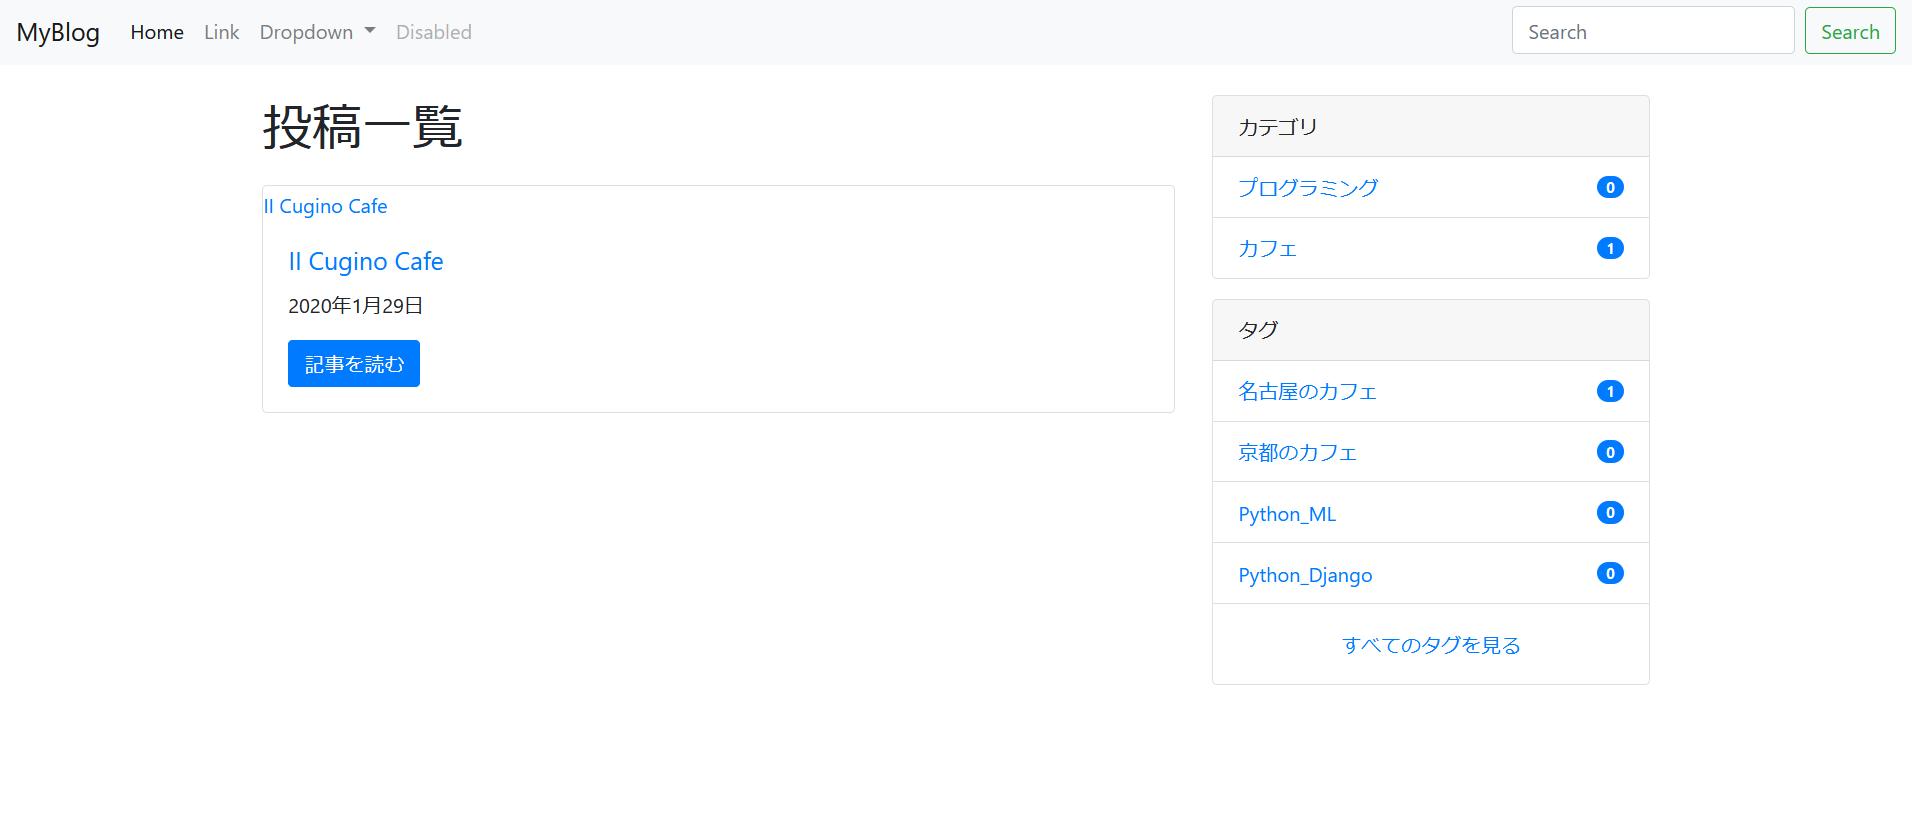 MyBlog Home Link Dropdown Disabled Search Search
投稿一覧
Il Cugino Cafe
Il Cugino Cafe
2020年1月29日
記事を読む
カテゴリ
プログラミング 0
カフェ 1
タグ
名古屋のカフェ 1
京都のカフェ 0
Python_ML 0
Python_Django 0
すべてのタグを見る